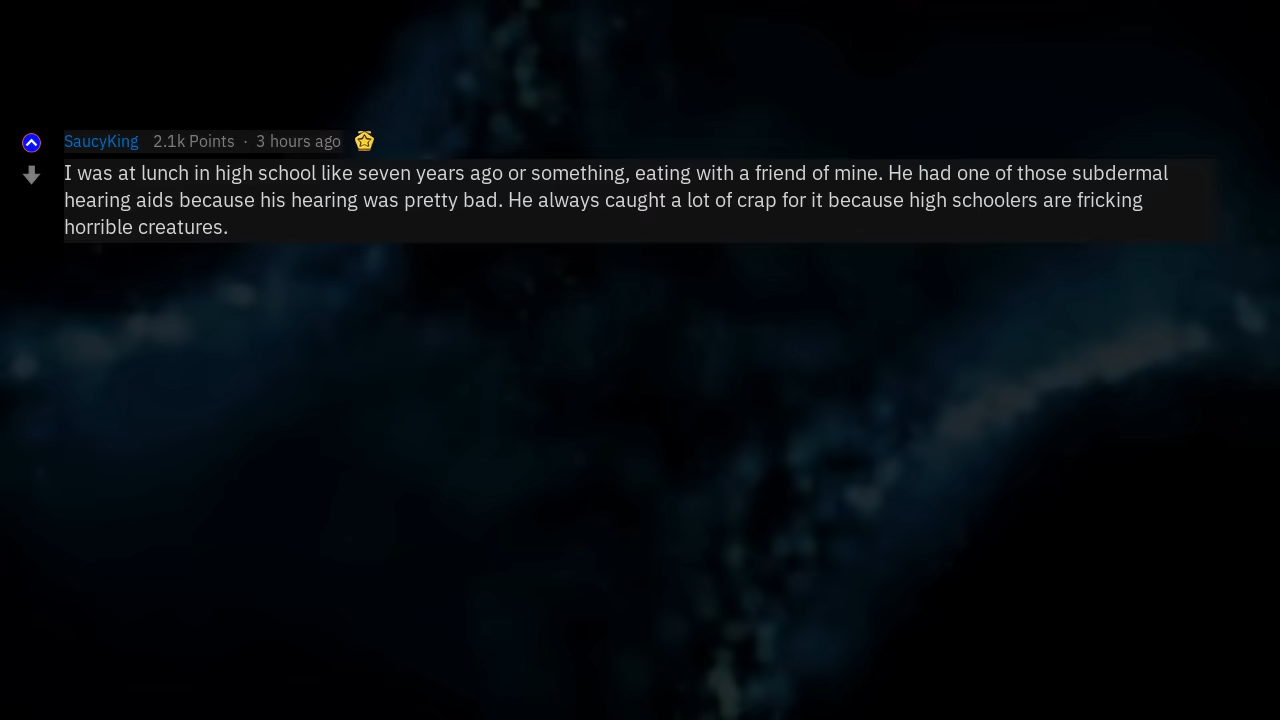 SaucyKing 2.1k Points · 3 hours ago
I was at lunch in high school like seven years ago or something, eating with a friend of mine. He had one of those subdermal
hearing aids because his hearing was pretty bad. He always caught a lot of crap for it because high schoolers are fricking
horrible creatures.